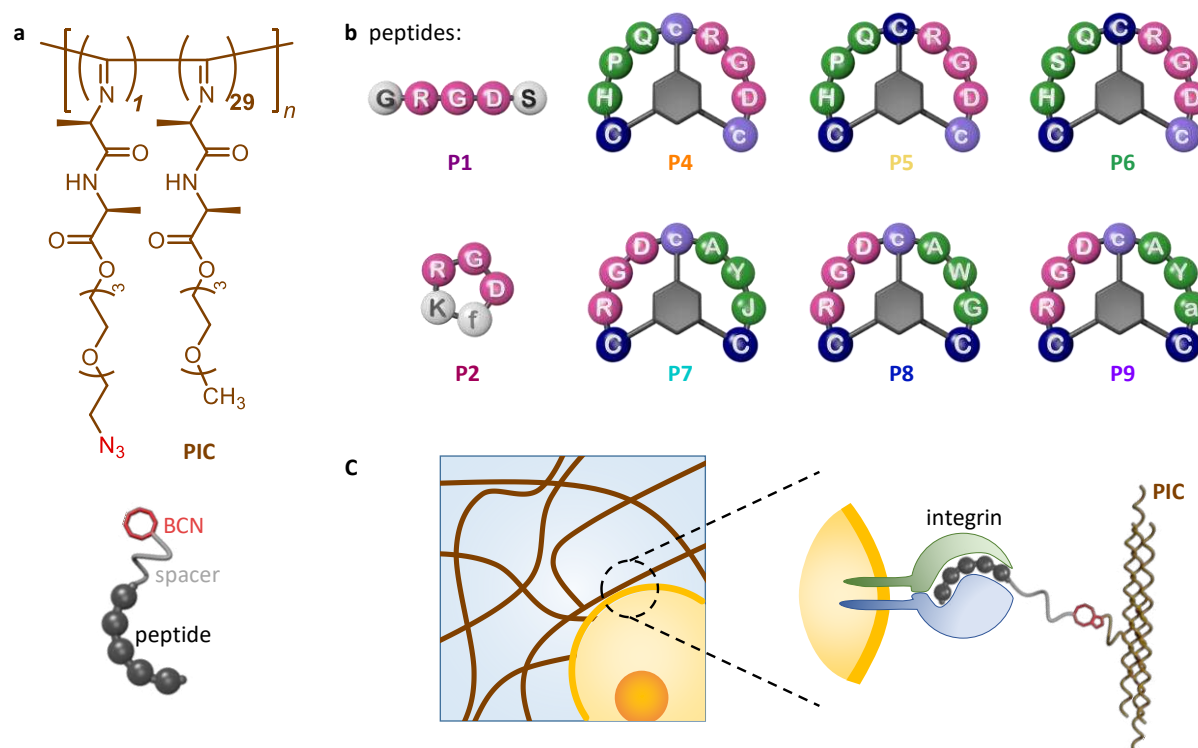 a
[ ( )1 ( )29 ]n
N N
O O
HN HN
O O
O O
( )3 ( )3
O O
CH3
N3
PIC
BCN
spacer
peptide
b peptides:
G R G D S
P1
C H P Q c R G D c
P4
C H P Q C R G D c
P5
C H S Q C R G D c
P6
R G D f K
P2
C R G D c A Y J C
P7
C R G D c A W G C
P8
C R G D c A Y a C
P9
C
integrin
PIC